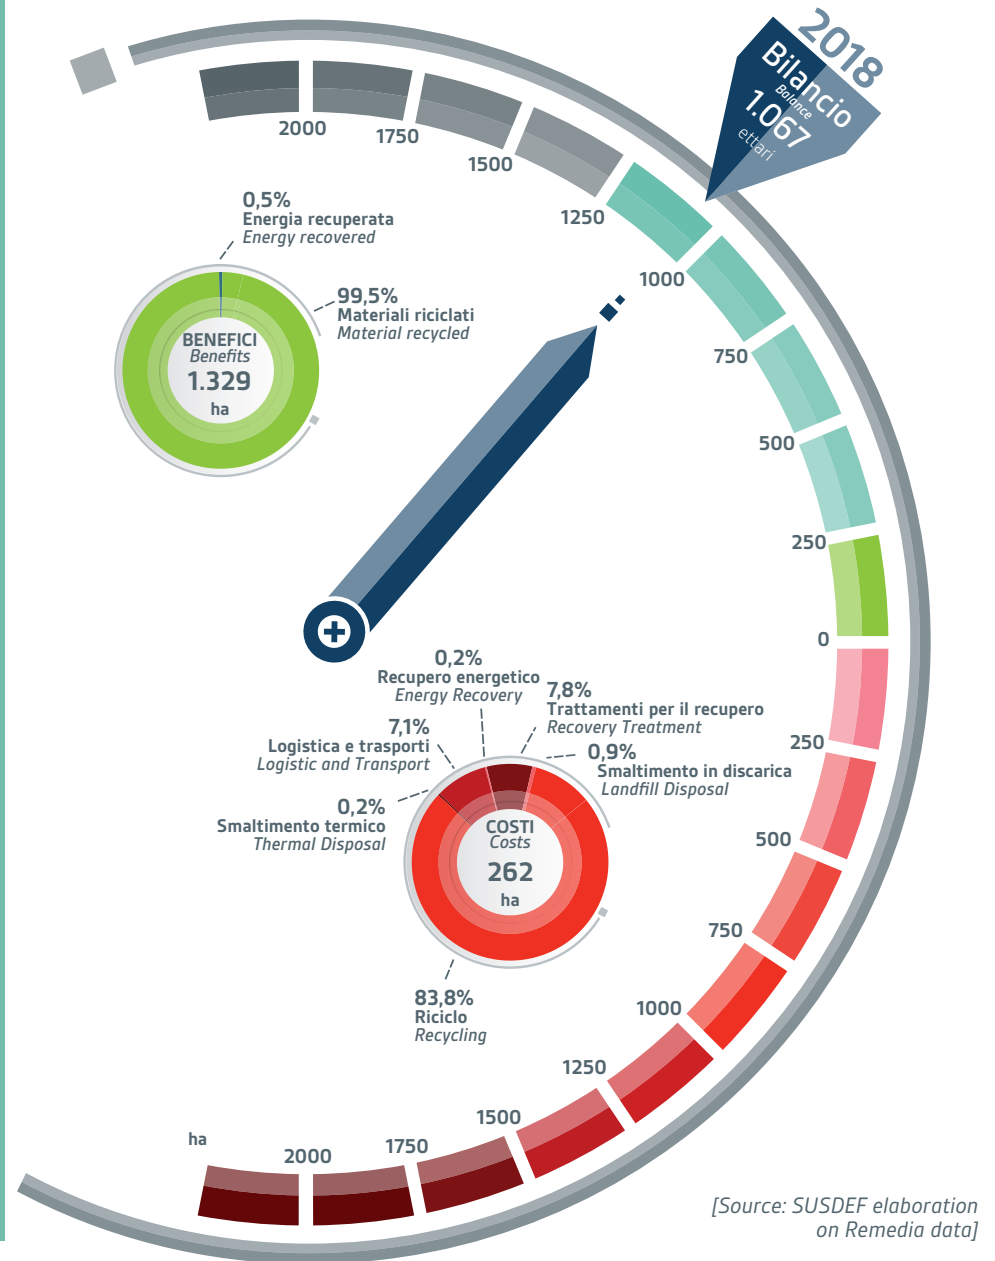 2018
Bilancio
Balance
1.067
ettari
2000
1750
1500
1250
1000
750
500
250
0
250
500
750
1000
1250
1500
1750
2000
ha
0,5%
Energia recuperata
Energy recovered
99,5%
Materiali riciclati
Material recycled
BENEFICI
Benefits
1.329
ha
0,2%
Recupero energetico
Energy Recovery
7,8%
Trattamenti per il recupero
Recovery Treatment
7,1%
Logistica e trasporti
Logistic and Transport
0,9%
Smaltimento in discarica
Landfill Disposal
0,2%
Smaltimento termico
Thermal Disposal
COSTI
Costs
262
ha
83,8%
Riciclo
Recycling
[Source: SUSDEF elaboration
on Remedia data]